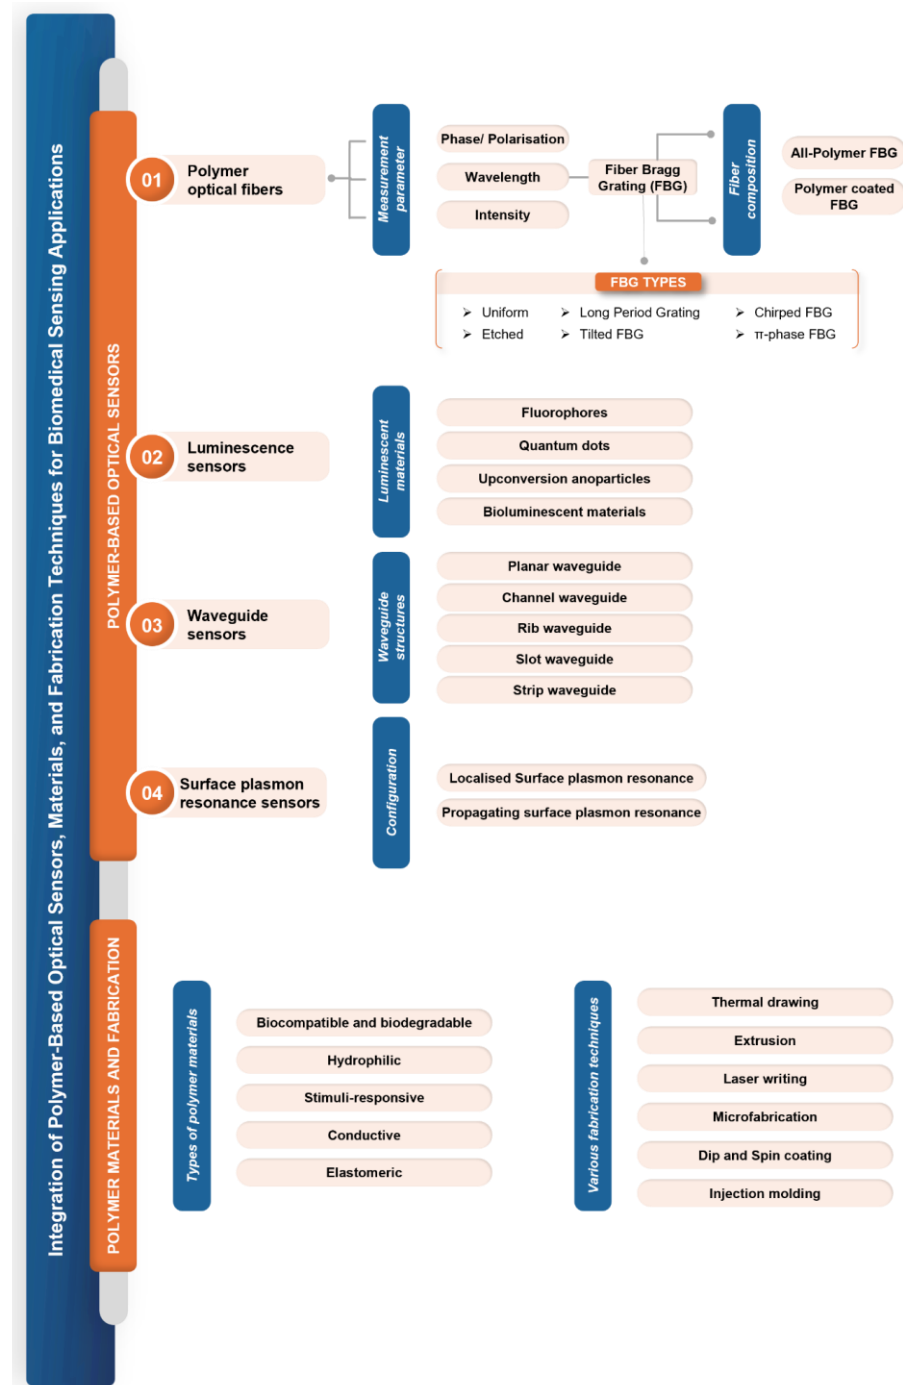 Integration of Polymer-Based Optical Sensors, Materials, and Fabrication Techniques for Biomedical Sensing Applications
POLYMER-BASED OPTICAL SENSORS
01
Polymer
optical fibers
Measurement
parameter
Phase/ Polarisation
Wavelength
Intensity
Fiber Bragg
Grating (FBG)
Fiber
composition
All-Polymer FBG
Polymer coated
FBG
FBG TYPES
➢ Uniform
➢ Long Period Grating
➢ Chirped FBG
➢ Etched
➢ Tilted FBG
➢ π-phase FBG
02
Luminescence
sensors
Luminescent
materials
Fluorophores
Quantum dots
Upconversion anoparticles
Bioluminescent materials
03
Waveguide
sensors
Waveguide
structures
Planar waveguide
Channel waveguide
Rib waveguide
Slot waveguide
Strip waveguide
04
Surface plasmon
resonance sensors
Configuration
Localised Surface plasmon resonance
Propagating surface plasmon resonance
POLYMER MATERIALS AND FABRICATION
Types of polymer materials
Biocompatible and biodegradable
Hydrophilic
Stimuli-responsive
Conductive
Elastomeric
Various fabrication techniques
Thermal drawing
Extrusion
Laser writing
Microfabrication
Dip and Spin coating
Injection molding